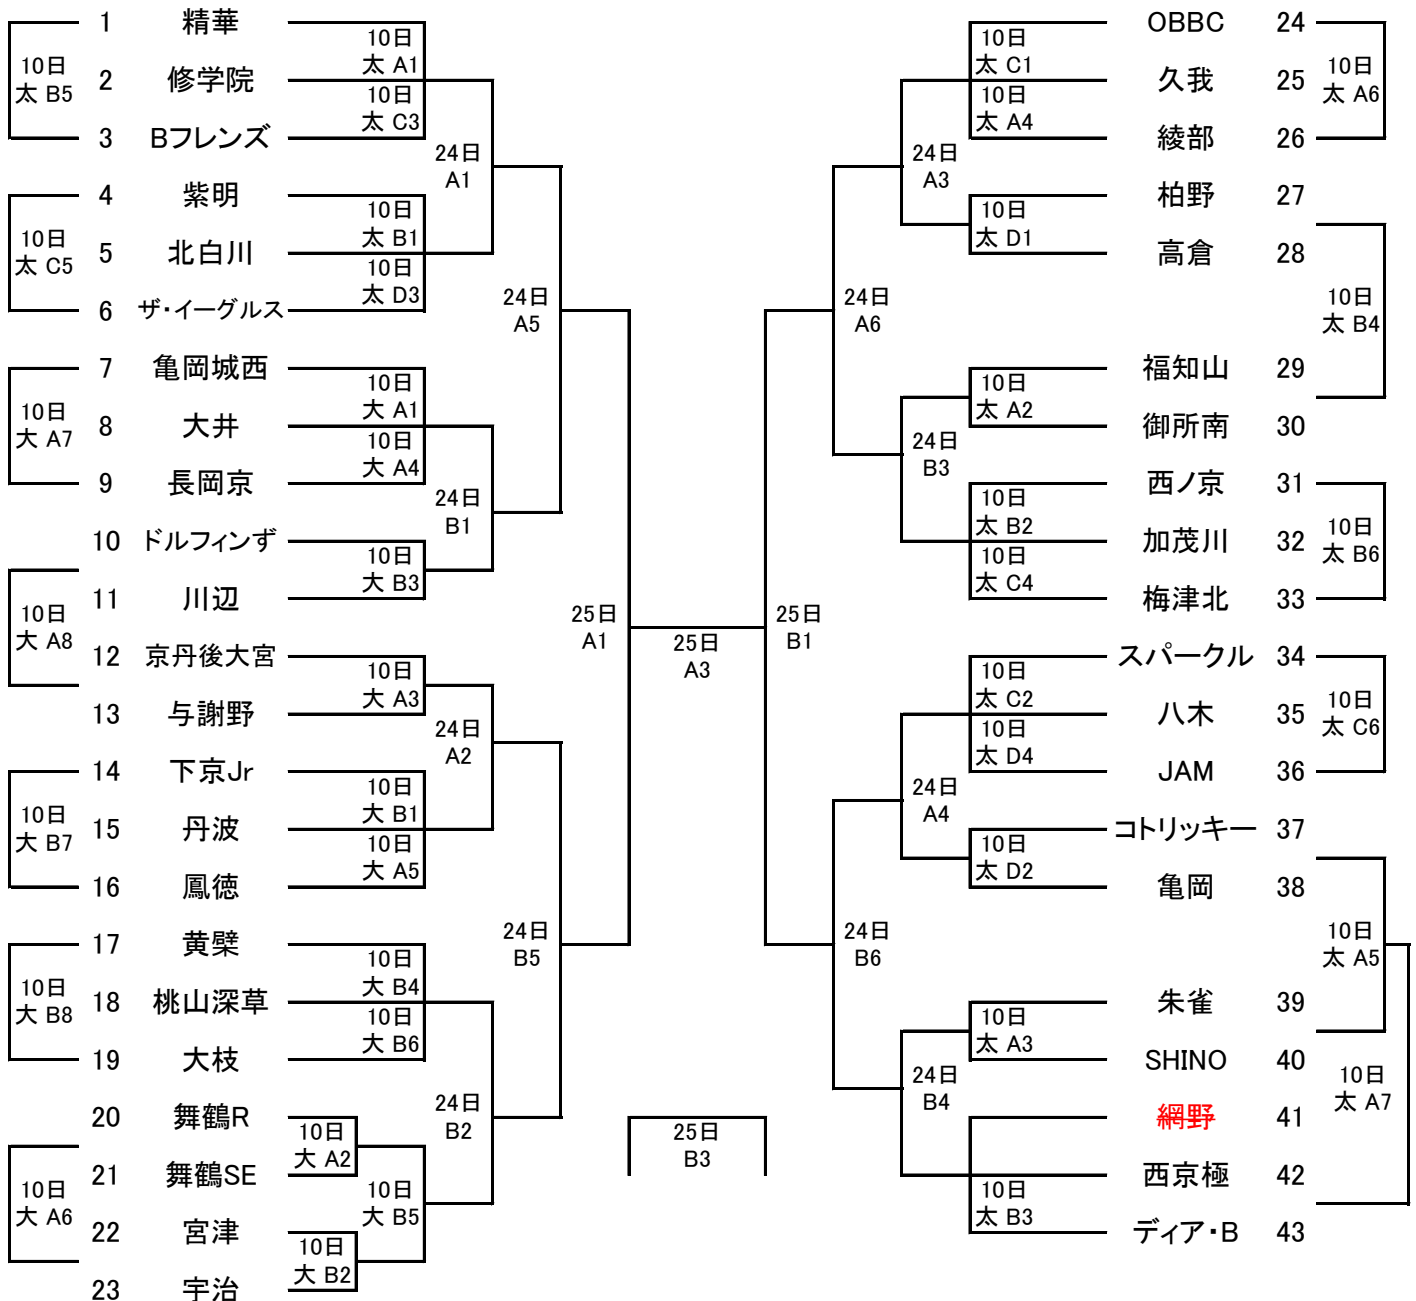 1 精華
10日
太 A1
10日
太 B5
2 修学院
10日
太 C3
3 Bフレンズ
24日
A1
4 紫明
10日
太 B1
10日
太 C5
5 北白川
10日
太 D3
6 ザ・イーグルス
24日
A5
7 亀岡城西
10日
大 A1
10日
大 A7
8 大井
10日
大 A4
9 長岡京
24日
B1
10 ドルフィンず
10日
大 B3
11 川辺
10日
大 A8
25日
A1
12 京丹後大宮
10日
大 A3
13 与謝野
24日
A2
14 下京Jr
10日
大 B1
10日
大 B7
15 丹波
10日
大 A5
16 鳳徳
24日
B5
17 黄檗
10日
大 B4
10日
大 B8
18 桃山深草
10日
大 B6
19 大枝
24日
B2
20 舞鶴R
10日
大 A2
21 舞鶴SE
10日
大 A6
10日
大 B5
22 宮津
10日
大 B2
23 宇治
25日
A3
25日
B3
OBBC 24
10日
太 C1
10日
太 A6
久我 25
10日
太 A4
綾部 26
24日
A3
柏野 27
10日
太 D1
高倉 28
24日
A6
10日
太 B4
福知山 29
10日
太 A2
御所南 30
24日
B3
西ノ京 31
10日
太 B2
10日
太 B6
加茂川 32
10日
太 C4
梅津北 33
25日
B1
スパークル 34
10日
太 C2
10日
太 C6
八木 35
10日
太 D4
JAM 36
24日
A4
コトリッキー 37
10日
太 D2
亀岡 38
24日
B6
10日
太 A5
朱雀 39
10日
太 A3
SHINO 40
24日
B4
10日
太 A7
網野 41
西京極 42
10日
太 B3
ディア・B 43